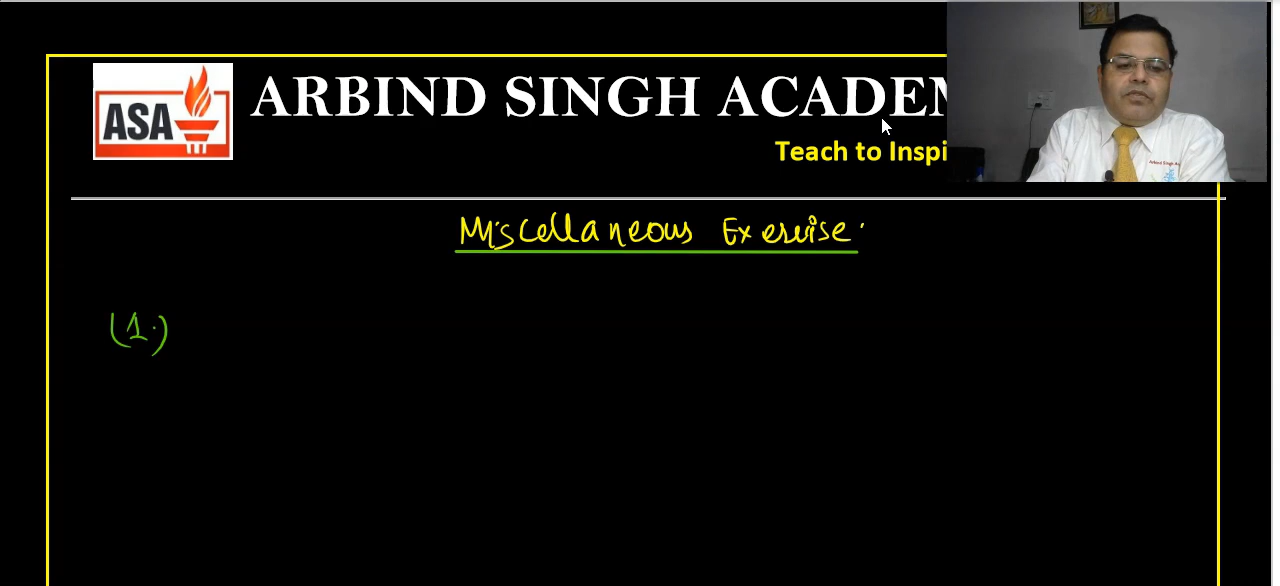 ASA
ARBIND SINGH ACADEM
Teach to Inspi
Miscellaneous Exercise
(1.)